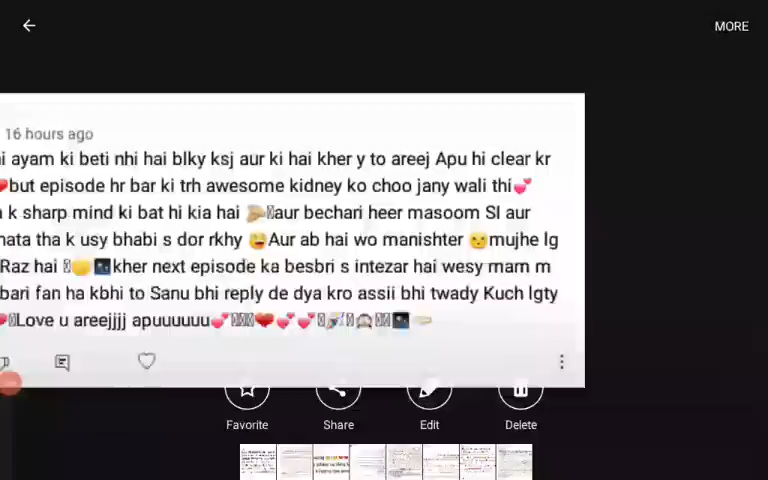 MORE
16 hours ago
i ayam ki beti nhi hai blky ksj aur ki hai kher y to areej Apu hi clear kr
❤but episode hr bar ki trh awesome kidney ko choo jany wali thi💕
k sharp mind ki bat hi kia hai aur bechari heer masoom SI aur
nata tha k usy bhabi s dor rkhy 😄Aur ab hai wo manishter mujhe lg
Raz hai kher next episode ka besbri s intezar hai wesy mam m
bari fan ha kbhi to Sanu bhi reply de dya kro assii bhi twady Kuch lgty
Love u areejjjj apuuuuuu💕❤💕💕
Favorite Share Edit Delete